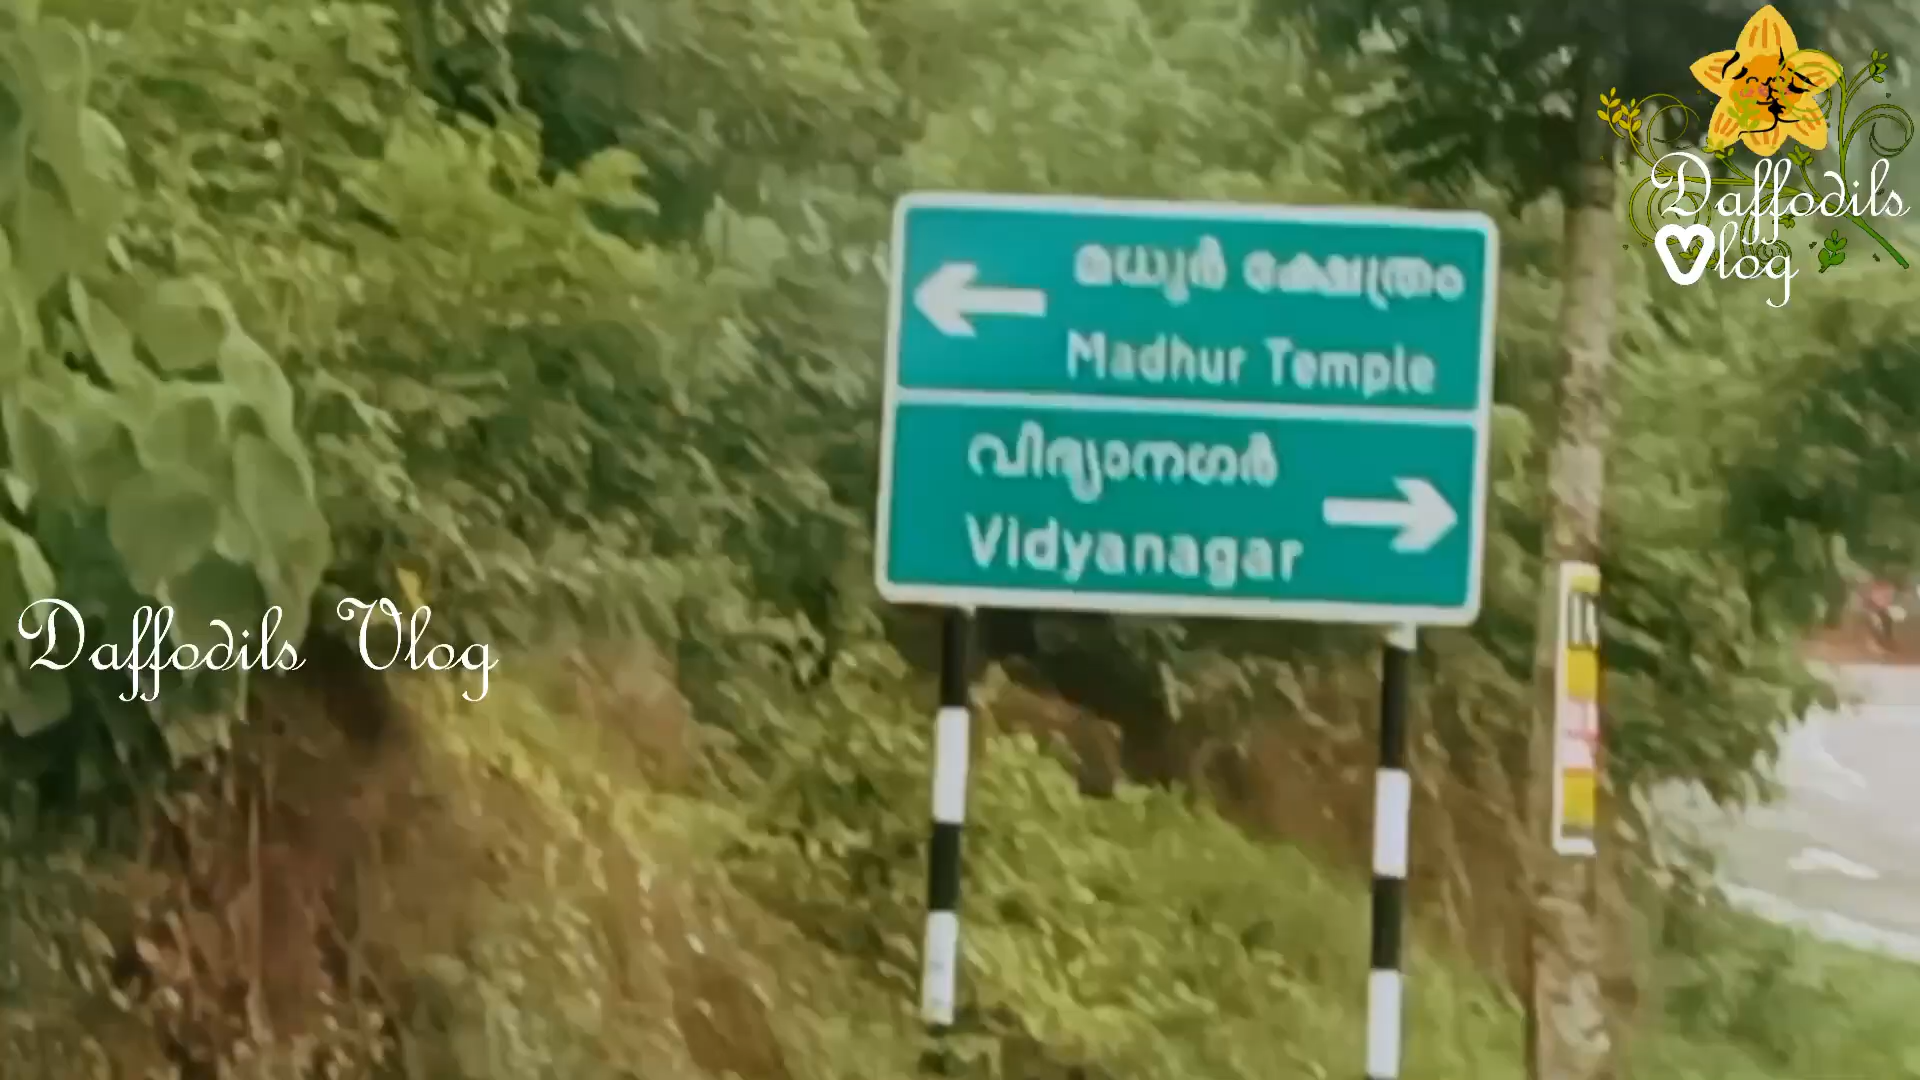 മധൂർ ക്ഷേത്രം
Madhur Temple
വിദ്യാനഗർ
Vidyanagar
Daffodils Vlog
Daffodils
Vlog